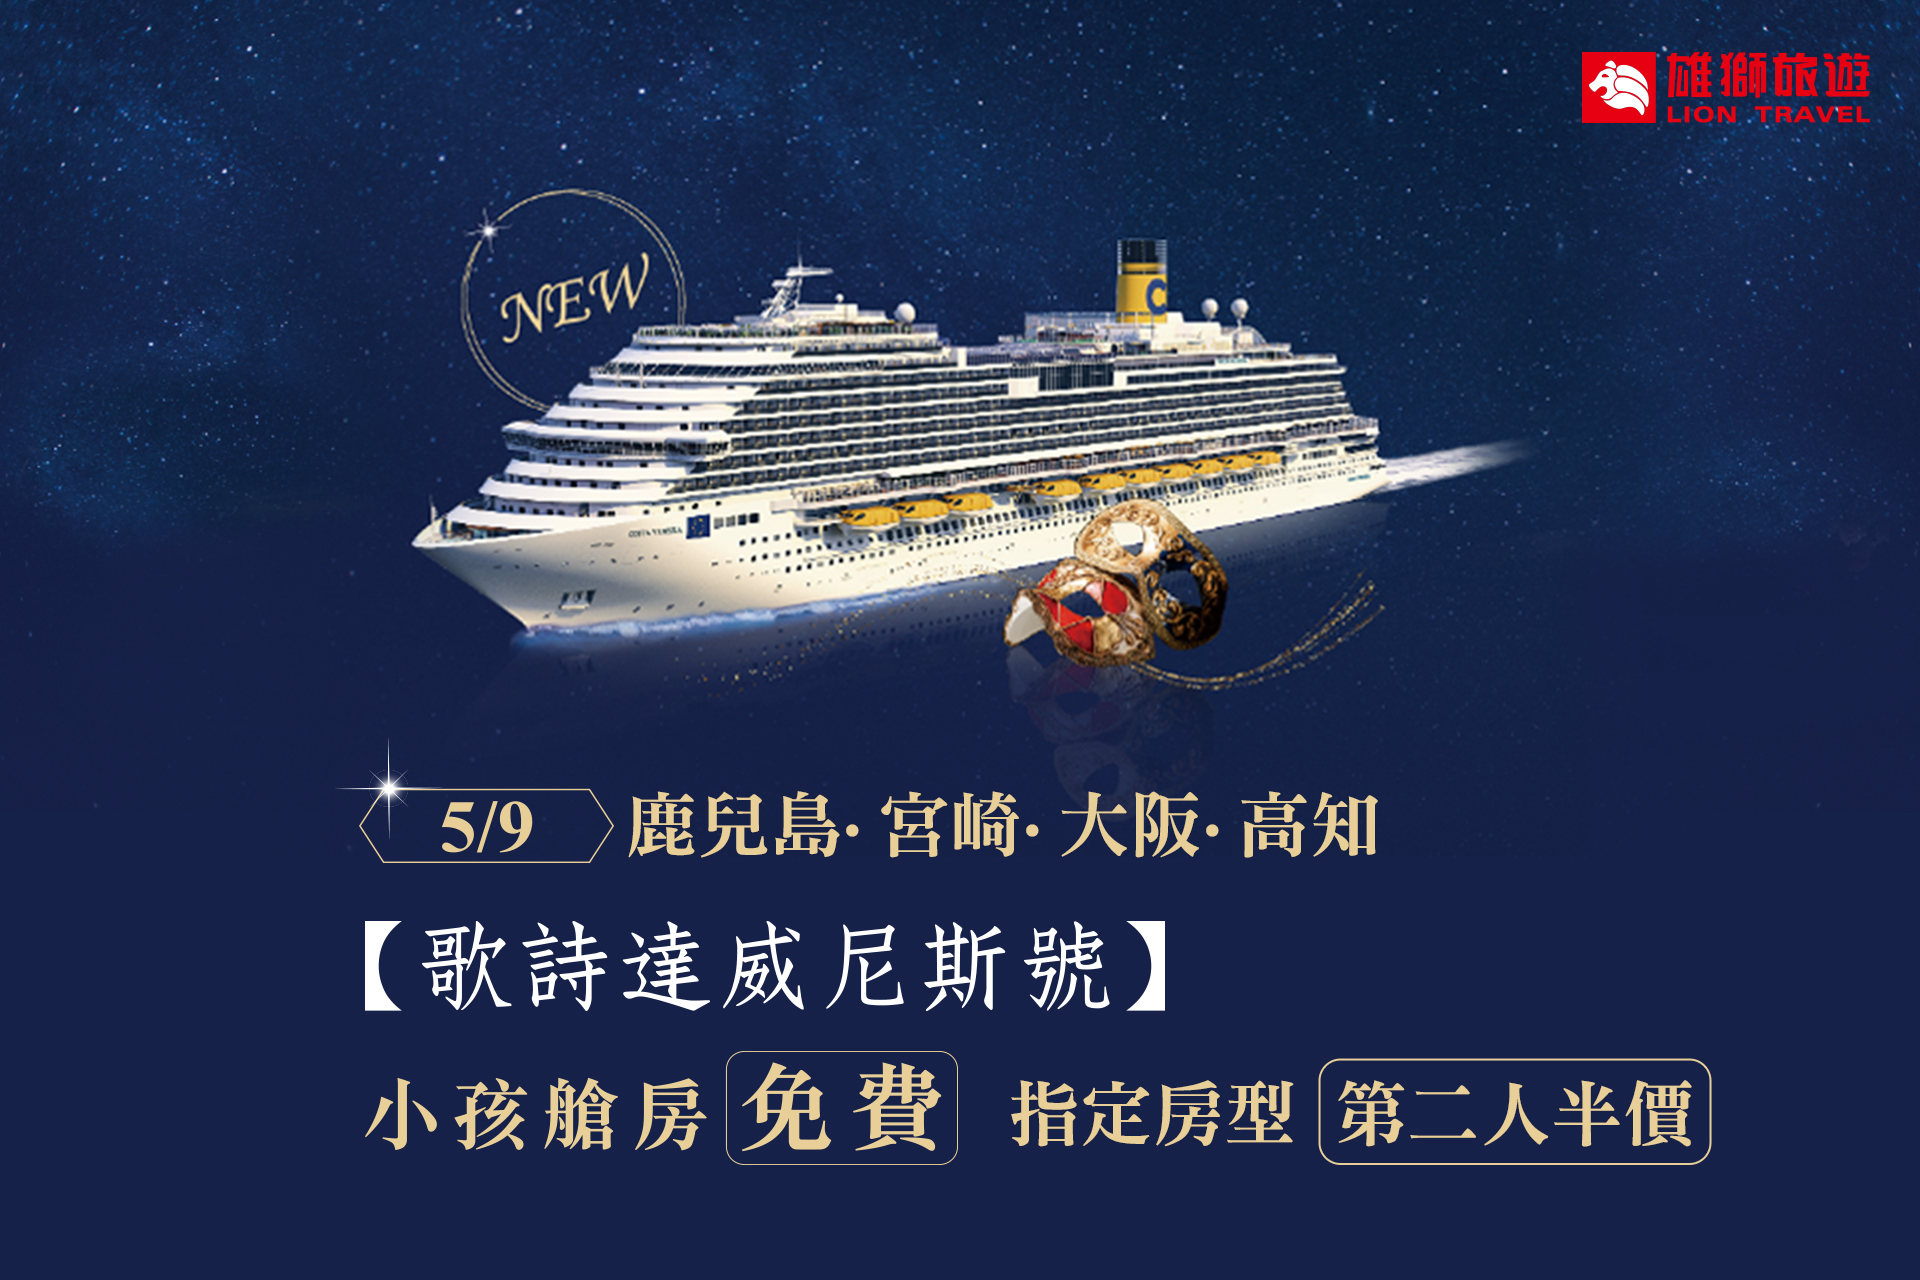 雄獅旅遊
LION TRAVEL
NEW
C
COSTA VENEZIA
5/9 鹿兒島·宮崎·大阪·高知
【歌詩達威尼斯號】
小孩艙房 免費 指定房型 第二人半價